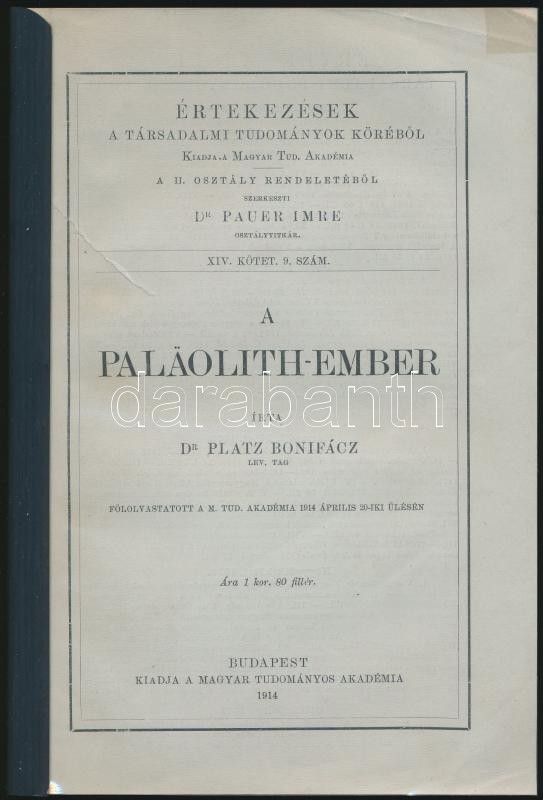 ÉRTEKEZÉSEK
A TÁRSADALMI TUDOMÁNYOK KÖRÉBŐL
KIADJA A MAGYAR TUD. AKADÉMIA
A II. OSZTÁLY RENDELETÉBŐL
SZERKESZTI
DR PAUER IMRE
OSZTÁLYTITKÁR.
XIV. KÖTET. 9. SZÁM.
A
PALÄOLITH-EMBER
darabanth
ÍRTA
DR PLATZ BONIFÁCZ
LEV. TAG
FÖLOLVASTATOTT A M. TUD. AKADÉMIA 1914 ÁPRILIS 20-IKI ÜLÉSÉN
Ára 1 kor. 80 fillér.
BUDAPEST
KIADJA A MAGYAR TUDOMÁNYOS AKADÉMIA
1914